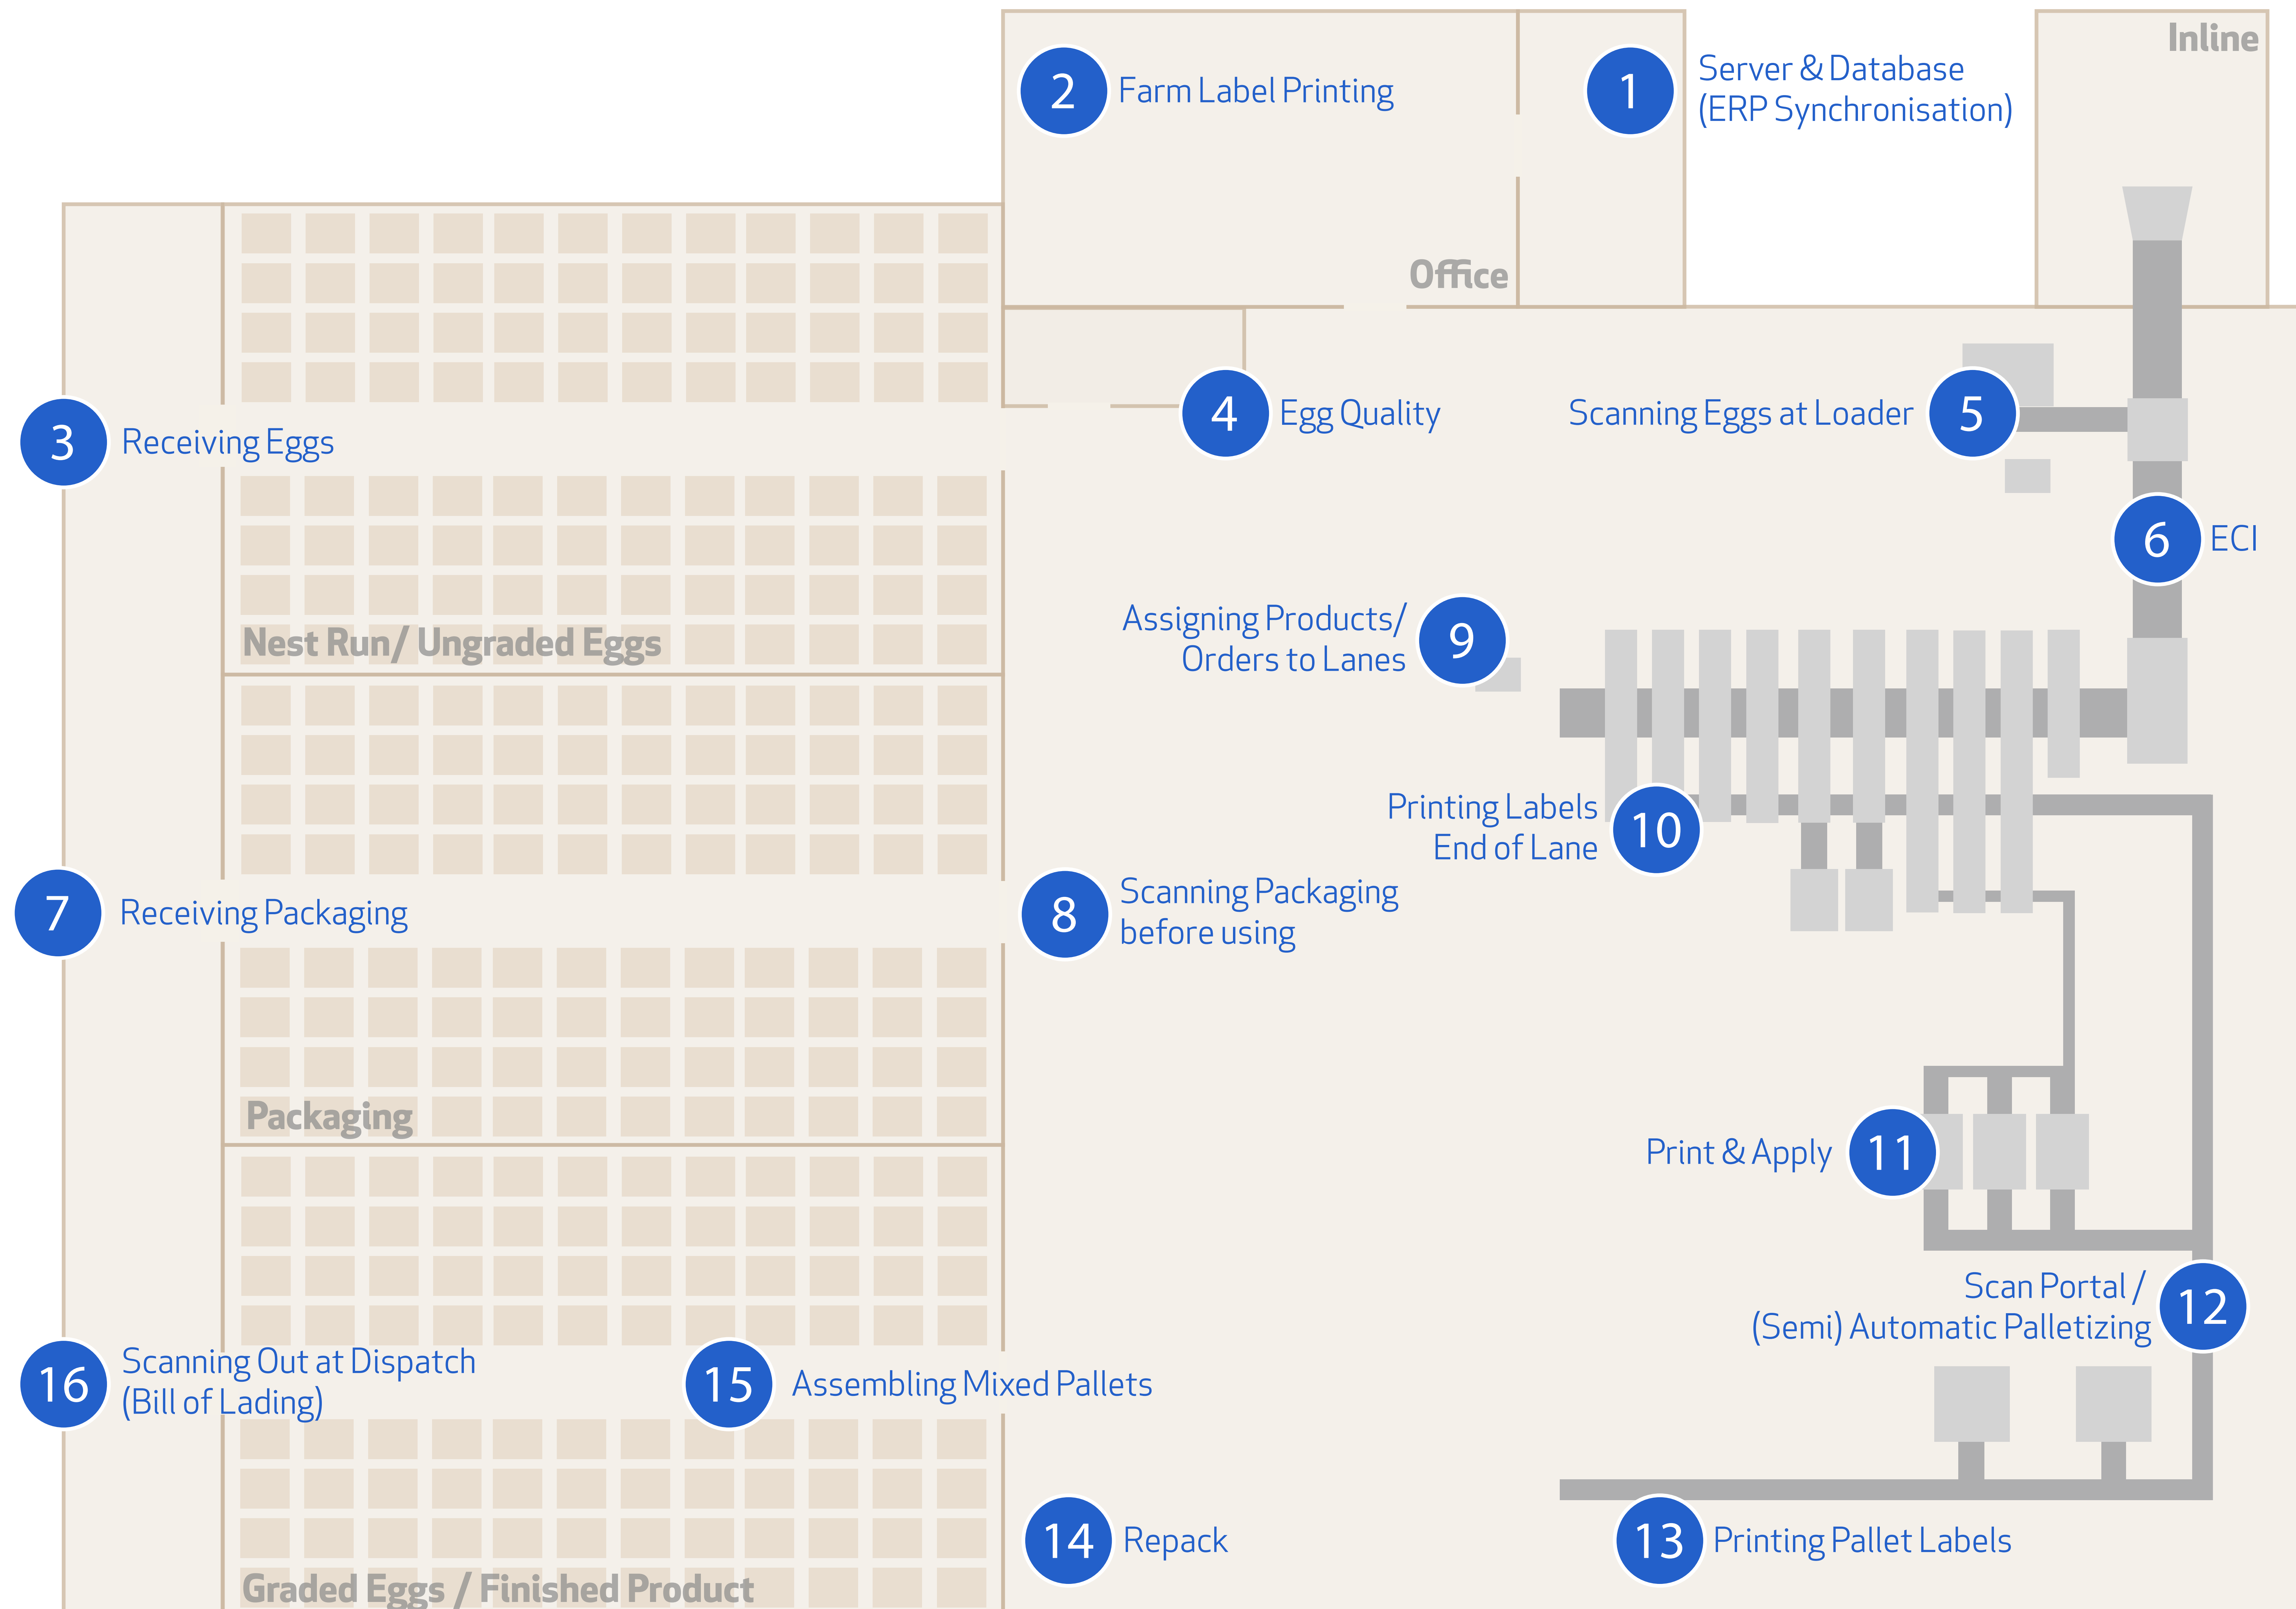 Inline
2 Farm Label Printing
1 Server & Database
(ERP Synchronisation)
Office
3 Receiving Eggs
4 Egg Quality
Scanning Eggs at Loader 5
6 ECI
Nest Run/ Ungraded Eggs
Assigning Products/
Orders to Lanes 9
Printing Labels
End of Lane 10
7 Receiving Packaging
8 Scanning Packaging
before using
Packaging
Print & Apply 11
Scan Portal /
(Semi) Automatic Palletizing 12
16 Scanning Out at Dispatch
(Bill of Lading)
15 Assembling Mixed Pallets
14 Repack
13 Printing Pallet Labels
Graded Eggs / Finished Product